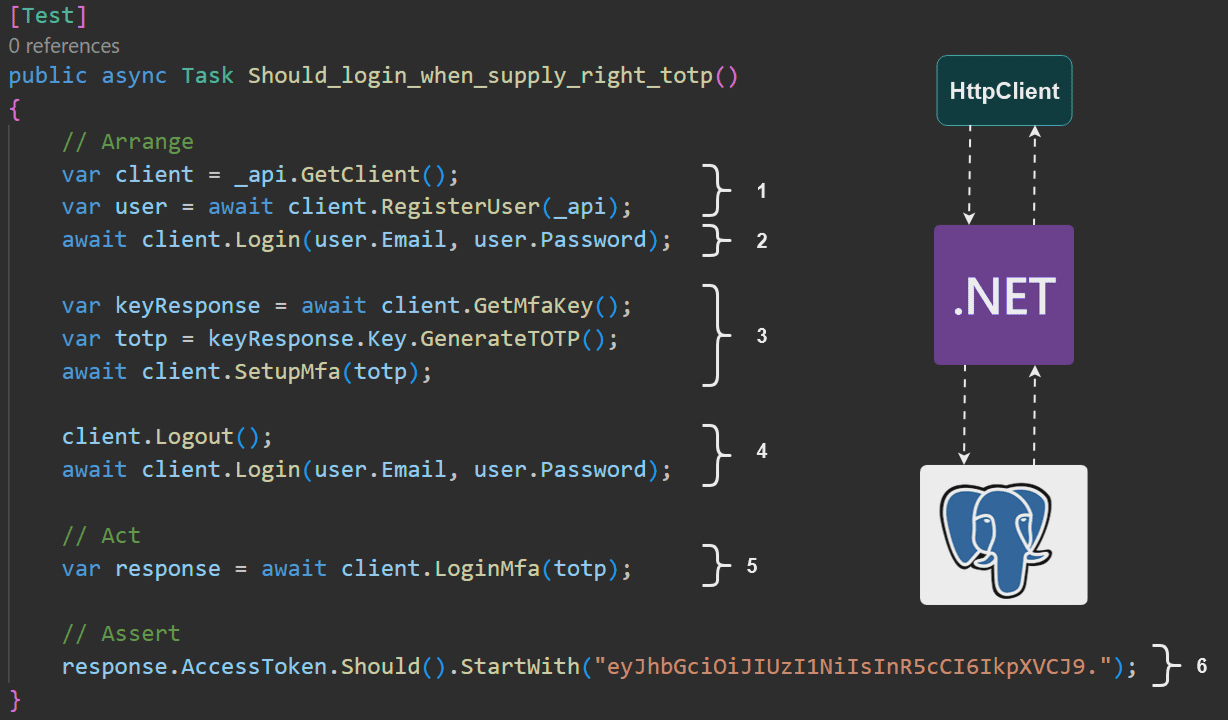 [Test]
0 references
public async Task Should_login_when_supply_right_totp()
{
// Arrange
var client = _api.GetClient();
var user = await client.RegisterUser(_api);
1
await client.Login(user.Email, user.Password);
2
var keyResponse = await client.GetMfaKey();
var totp = keyResponse.Key.GenerateTOTP();
await client.SetupMfa(totp);
3
client.Logout();
await client.Login(user.Email, user.Password);
4
// Act
var response = await client.LoginMfa(totp);
5
// Assert
response.AccessToken.Should().StartWith("eyJhbGciOiJIUzI1NiIsInR5cCI6IkpXVCJ9.");
6
}
HttpClient
.NET